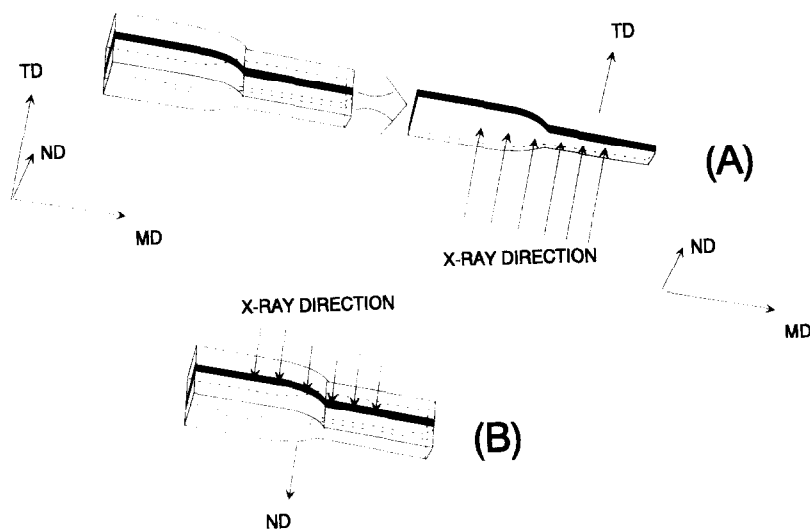 TD
TD
ND
(A)
MD
X-RAY DIRECTION
ND
X-RAY DIRECTION
MD
(B)
ND